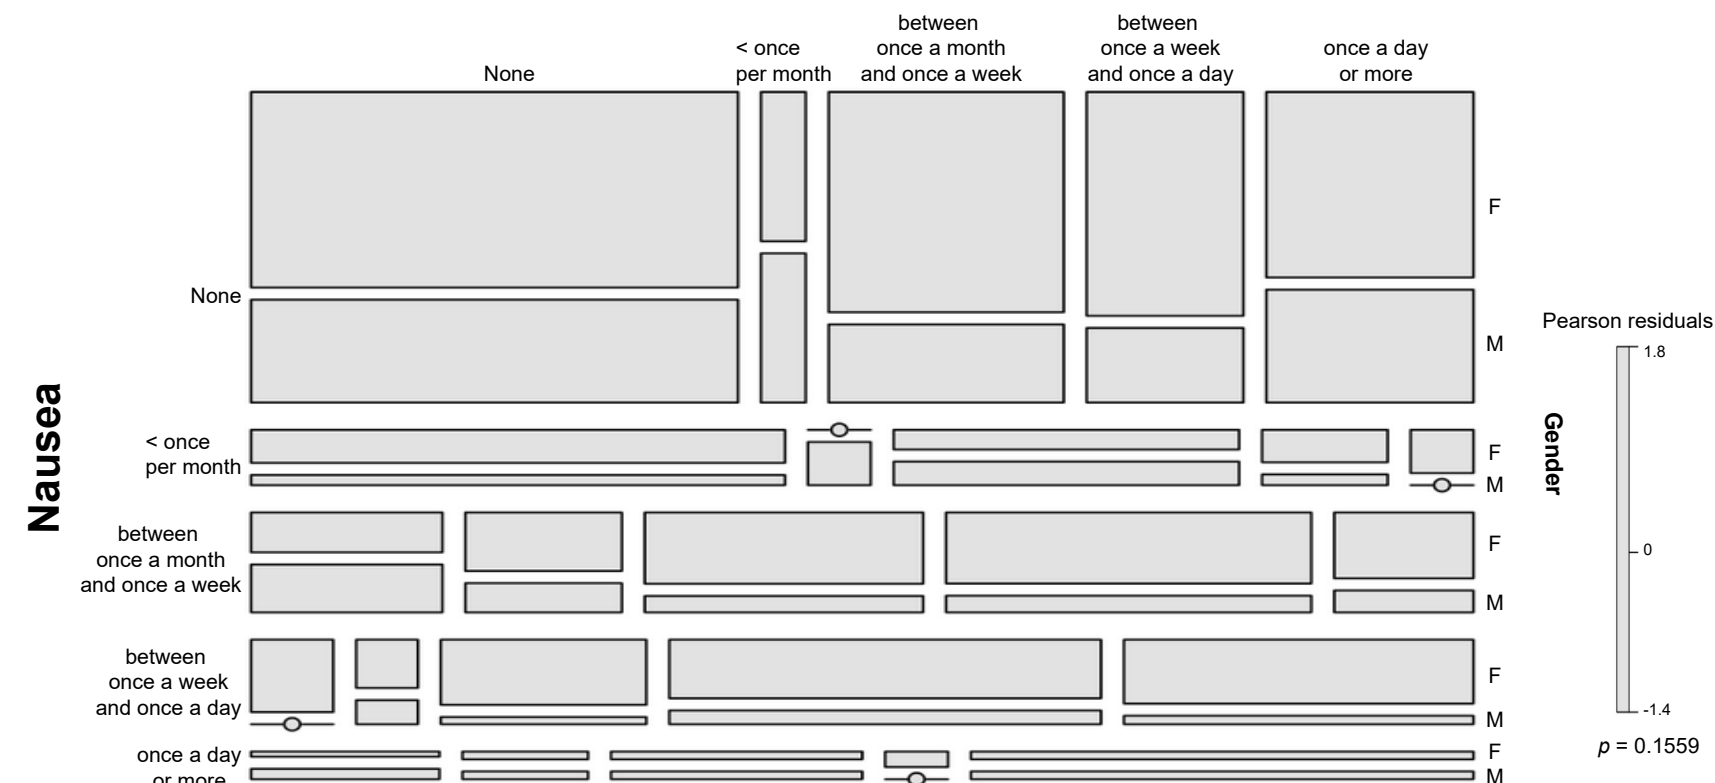 between
once a month
and once a week
between
once a week
and once a day
< once
per month
once a day
or more
None
None
F
M
Pearson residuals
1.8
0
-1.4
p = 0.1559
Nausea
Gender
< once
per month
F
M
between
once a month
and once a week
F
M
between
once a week
and once a day
F
M
once a day
or more
F
M